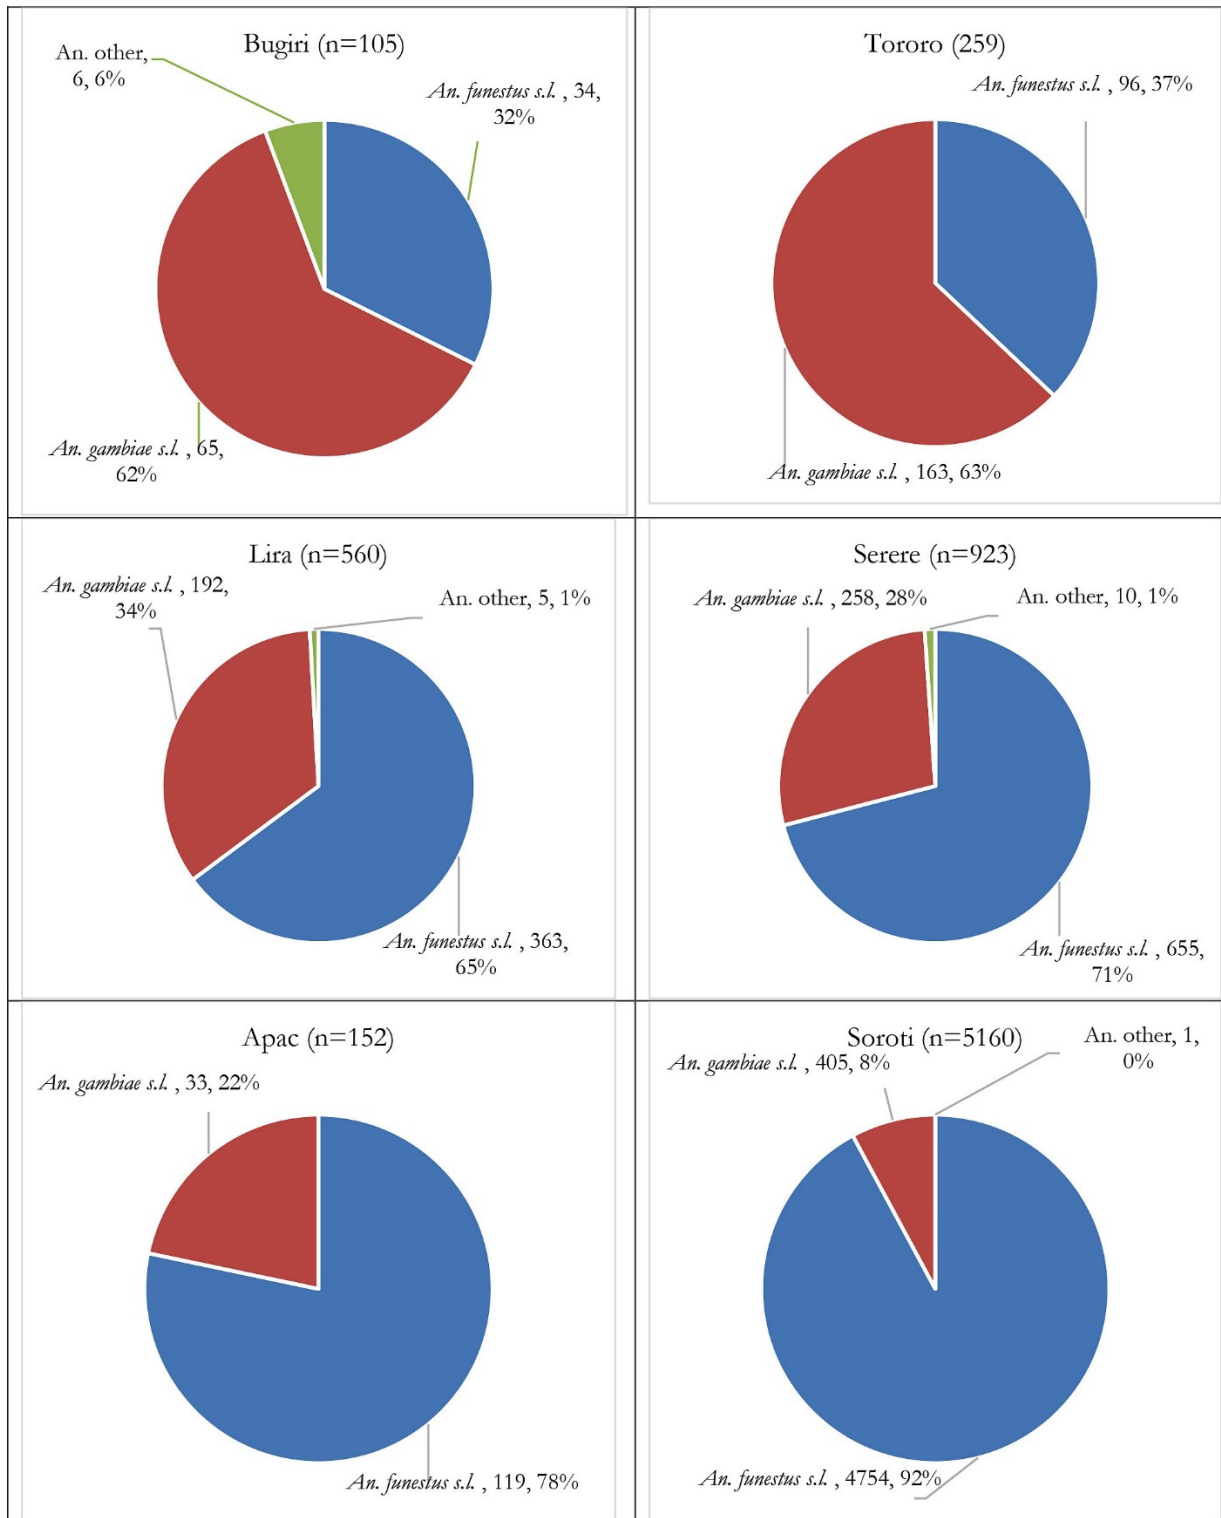 Bugiri (n=105)
An. other,
6, 6%
An. funestus s.l. , 34,
32%
An. gambiae s.l. , 65,
62%
Tororo (259)
An. funestus s.l. , 96, 37%
An. gambiae s.l. , 163, 63%
Lira (n=560)
An. gambiae s.l. , 192,
34%
An. other, 5, 1%
An. funestus s.l. , 363,
65%
Serere (n=923)
An. gambiae s.l. , 258, 28%
An. other, 10, 1%
An. funestus s.l. , 655,
71%
Apac (n=152)
An. gambiae s.l. , 33, 22%
An. funestus s.l. , 119, 78%
Soroti (n=5160)
An. other, 1,
0%
An. gambiae s.l. , 405, 8%
An. funestus s.l. , 4754, 92%